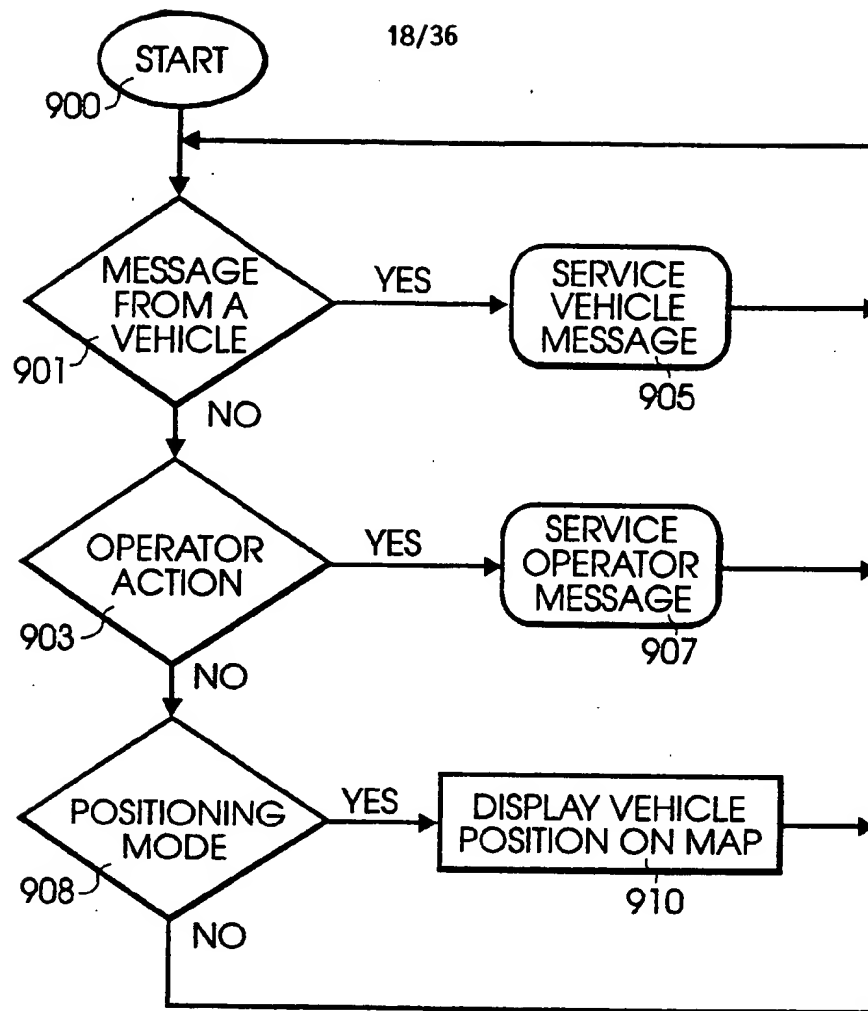 18/36
START
900
MESSAGE
FROM A
VEHICLE
901
YES
SERVICE
VEHICLE
MESSAGE
905
NO
OPERATOR
ACTION
903
YES
SERVICE
OPERATOR
MESSAGE
907
NO
POSITIONING
MODE
908
YES
DISPLAY VEHICLE
POSITION ON MAP
910
NO